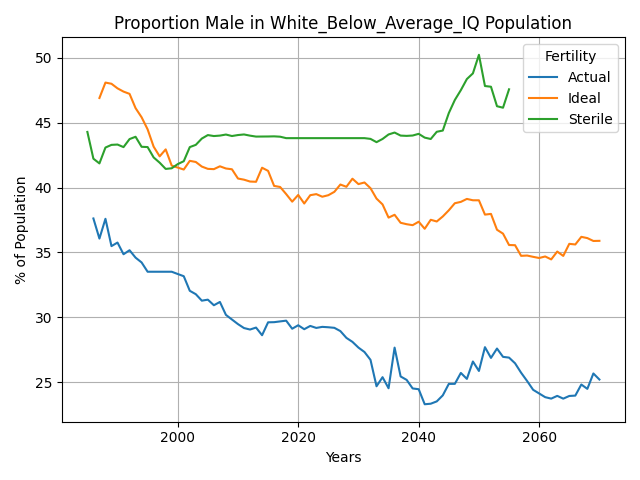 Proportion Male in White_Below_Average_IQ Population
Fertility
Actual
Ideal
Sterile
% of Population
50
45
40
35
30
25
2000
2020
2040
2060
Years